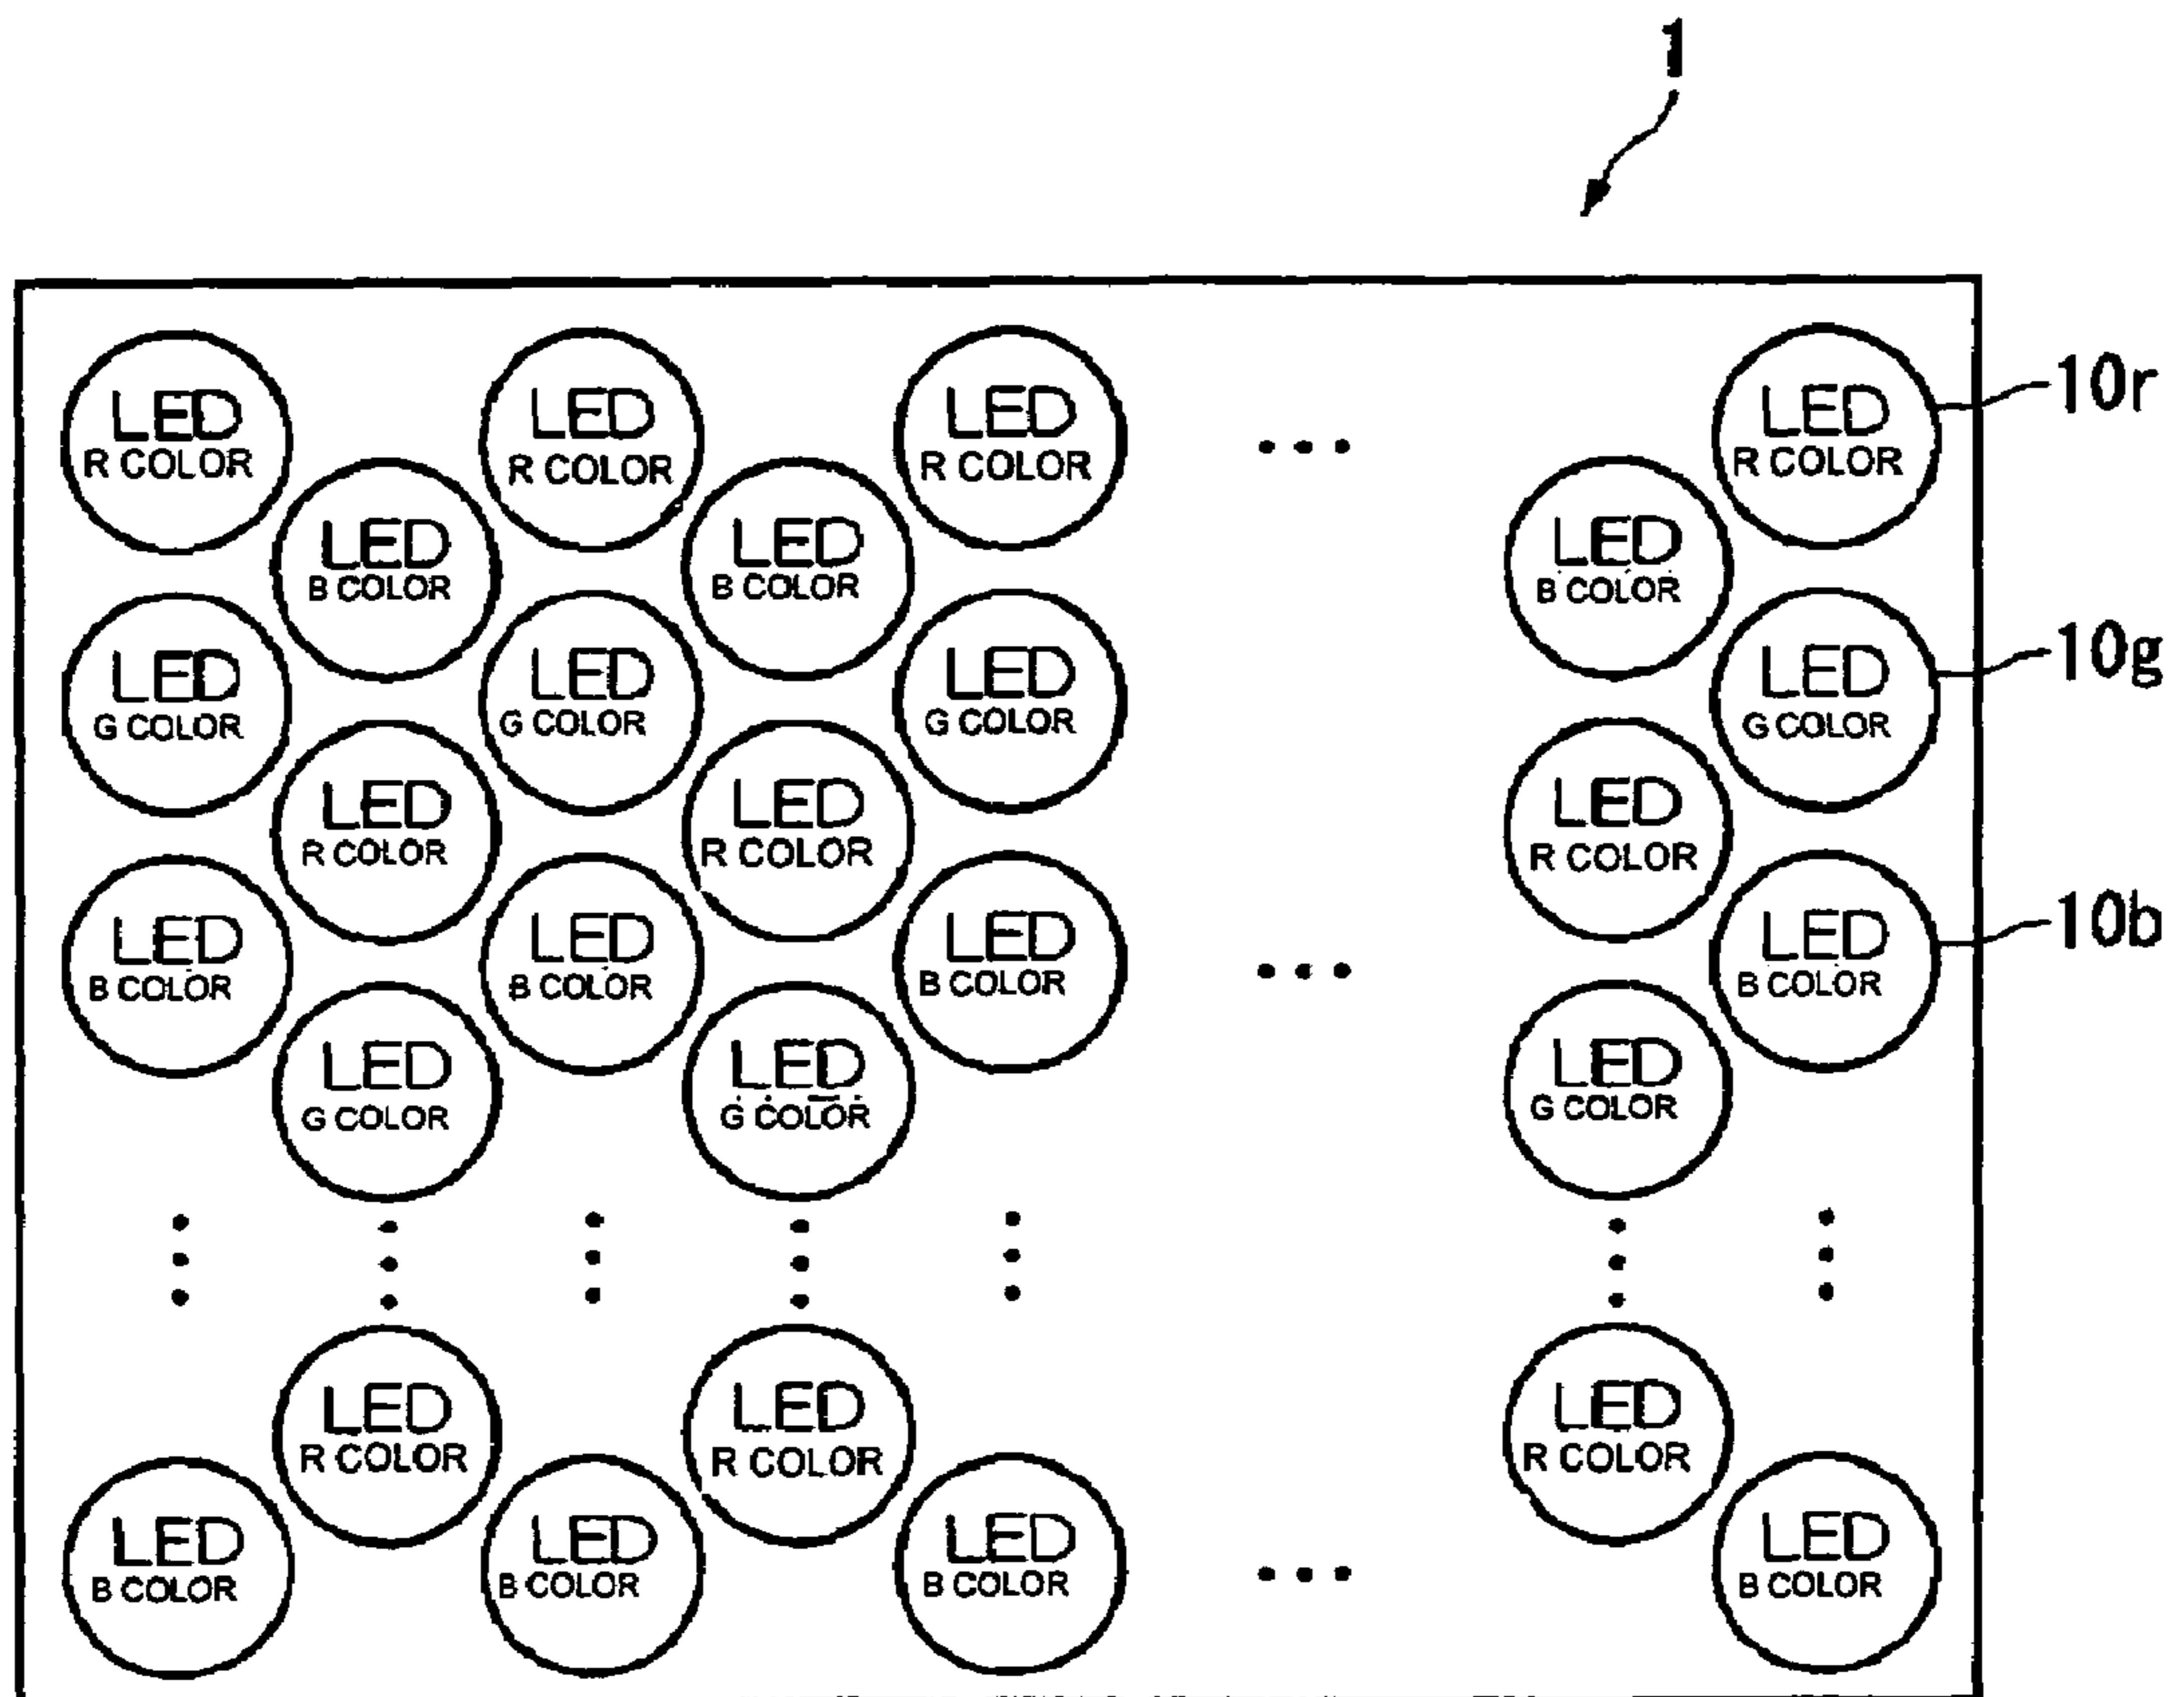 1
LED LED LED ... LED 10r
R COLOR R COLOR R COLOR R COLOR
LED LED LED
B COLOR B COLOR B COLOR
LED LED LED LED 10g
G COLOR G COLOR G COLOR G COLOR
LED LED LED
R COLOR R COLOR R COLOR
LED LED LED ... LED 10b
B COLOR B COLOR B COLOR B COLOR
LED LED LED
G COLOR G COLOR G COLOR
LED LED LED
R COLOR R COLOR R COLOR
LED LED LED ... LED
B COLOR B COLOR B COLOR B COLOR